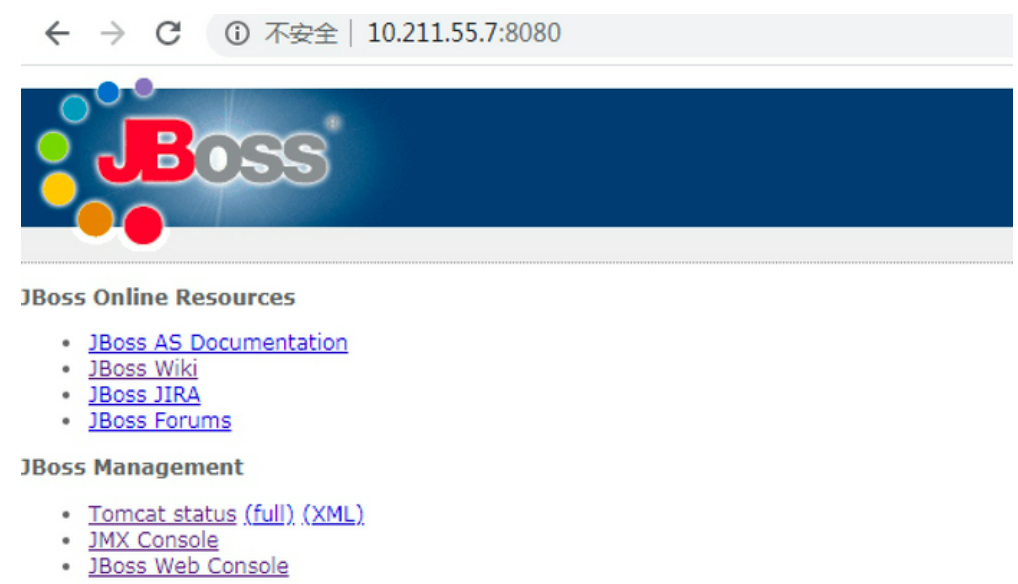 不安全 | 10.211.55.7:8080
JBoss
JBoss Online Resources
JBoss AS Documentation
JBoss Wiki
JBoss JIRA
JBoss Forums
JBoss Management
Tomcat status (full) (XML)
JMX Console
JBoss Web Console